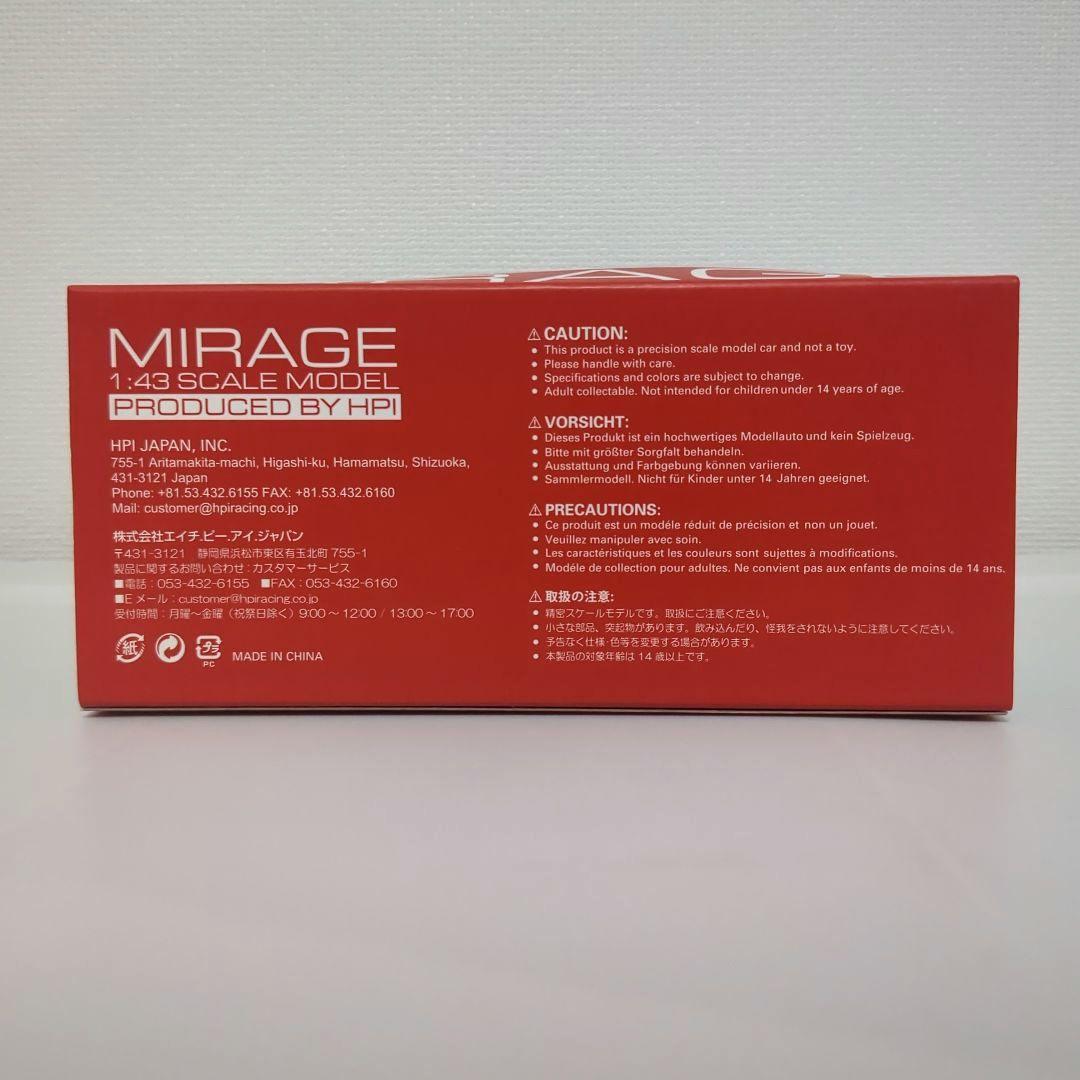 MIRAGE
1:43 SCALE MODEL
PRODUCED BY HPI
HPI JAPAN, INC.
755-1 Aritamakita-machi, Higashi-ku, Hamamatsu, Shizuoka,
431-3121 Japan
Phone: +81.53.432.6155 FAX: +81.53.432.6160
Mail: customer@hpiracing.co.jp
株式会社エイチ.ピー.アイ.ジャパン
〒431-3121 静岡県浜松市東区有玉北町 755-1
製品に関するお問い合わせ : カスタマーサービス
■電話 : 053-432-6155 ■FAX : 053-432-6160
■E メール : customer@hpiracing.co.jp
受付時間 : 月曜〜金曜 (祝祭日除く) 9:00 〜 12:00 / 13:00 〜 17:00
紙 プラ
PC
MADE IN CHINA
⚠ CAUTION:
• This product is a precision scale model car and not a toy.
• Please handle with care.
• Specifications and colors are subject to change.
• Adult collectable. Not intended for children under 14 years of age.
⚠ VORSICHT:
• Dieses Produkt ist ein hochwertiges Modellauto und kein Spielzeug.
• Bitte mit größter Sorgfalt behandeln.
• Ausstattung und Farbgebung können variieren.
• Sammlermodell. Nicht für Kinder unter 14 Jahren geeignet.
⚠ PRECAUTIONS:
• Ce produit est un modéle réduit de précision et non un jouet.
• Veuillez manipuler avec soin.
• Les caractéristiques et les couleurs sont sujettes à modifications.
• Modéle de collection pour adultes. Ne convient pas aux enfants de moins de 14 ans.
⚠ 取扱の注意:
• 精密スケールモデルです。取扱にご注意ください。
• 小さな部品、突起物があります。飲み込んだり、怪我をされないように注意してください。
• 予告なく仕様･色等を変更する場合があります。
• 本製品の対象年齢は 14 歳以上です。